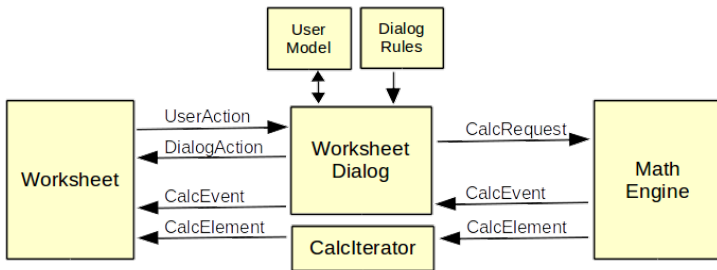 User
Model
Dialog
Rules
UserAction
DialogAction
CalcRequest
Worksheet
Worksheet
Dialog
Math
Engine
CalcEvent
CalcEvent
CalcElement
CalcIterator
CalcElement